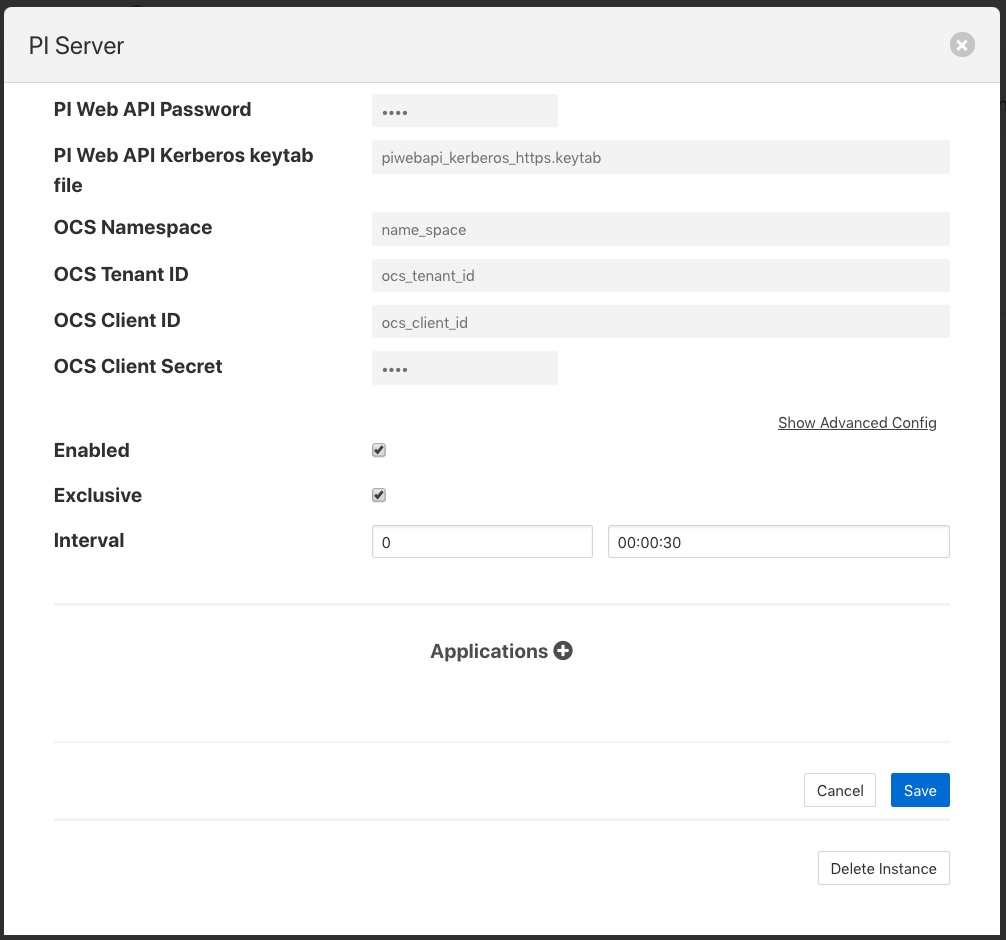 PI Server
PI Web API Password
••••
PI Web API Kerberos keytab
file
piwebapi_kerberos_https.keytab
OCS Namespace
name_space
OCS Tenant ID
ocs_tenant_id
OCS Client ID
ocs_client_id
OCS Client Secret
••••
Show Advanced Config
Enabled
Exclusive
Interval
0
00:00:30
Applications
Cancel
Save
Delete Instance